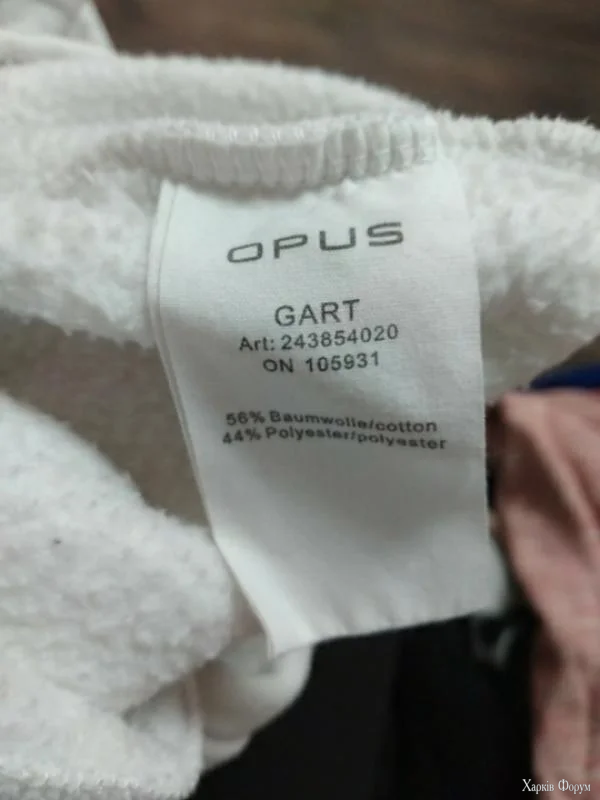 OPUS
GART
Art: 243854020
ON 105931
56% Baumwolle/cotton
44% Polyester/polyester
Харків Форум